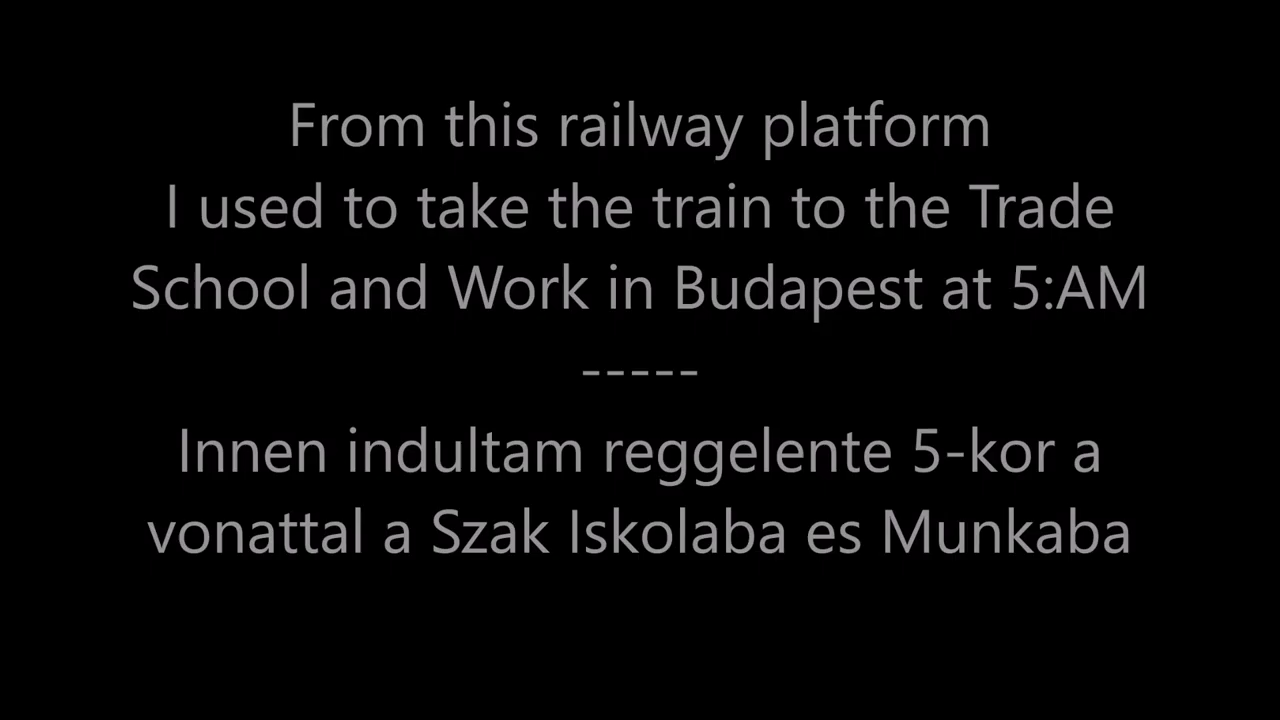 From this railway platform
I used to take the train to the Trade
School and Work in Budapest at 5:AM
-----
Innen indultam reggelente 5-kor a
vonattal a Szak Iskolaba es Munkaba